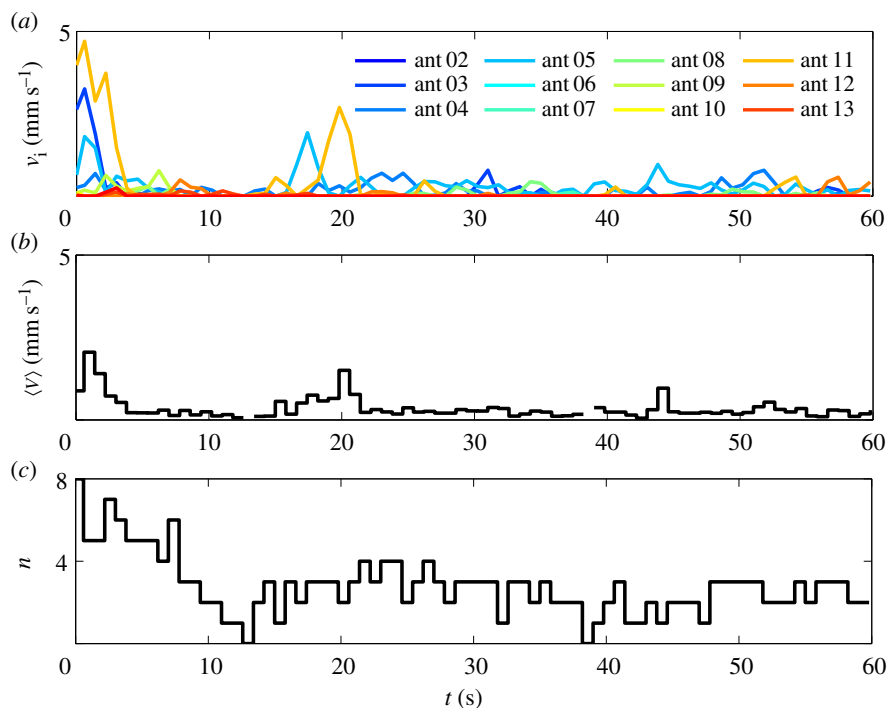 (a)
5
v_i (mm s⁻¹)
ant 02 ant 05 ant 08 ant 11
ant 03 ant 06 ant 09 ant 12
ant 04 ant 07 ant 10 ant 13
0 10 20 30 40 50 60
(b)
5
⟨v⟩ (mm s⁻¹)
0 10 20 30 40 50 60
(c)
8
n
4
0 10 20 30 40 50 60
t (s)